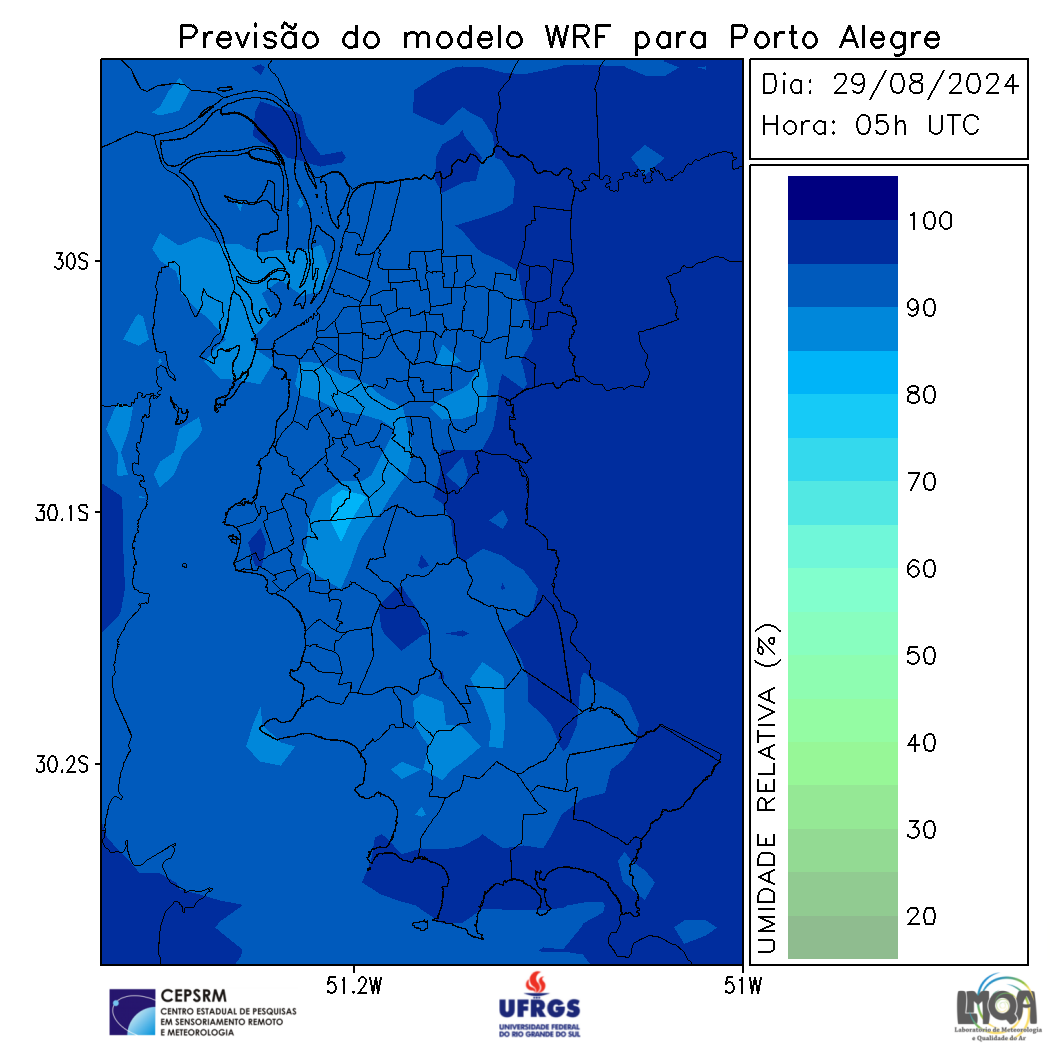 Previsão do modelo WRF para Porto Alegre
Dia: 29/08/2024
Hora: 05h UTC
100
90
80
70
60
50
40
30
20
UMIDADE RELATIVA (%)
30S
30.1S
30.2S
51.2W
51W
CEPSRM
CENTRO ESTADUAL DE PESQUISAS
EM SENSORIAMENTO REMOTO
E METEOROLOGIA
UFRGS
UNIVERSIDADE FEDERAL
DO RIO GRANDE DO SUL
LMQA
Laboratório de Meteorologia
e Qualidade do Ar